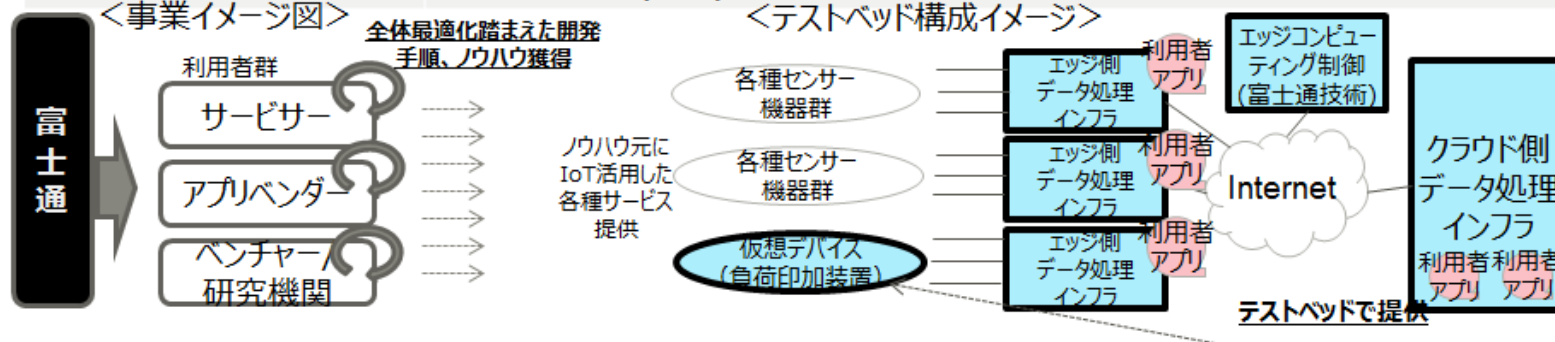 <事業イメージ図>
全体最適化踏まえた開発
手順、ノウハウ獲得
富士通
利用者群
サービサー
アプリベンダー
ベンチャー/
研究機関
ノウハウ元に
IoT活用した
各種サービス
提供
<テストベッド構成イメージ>
各種センサー
機器群
各種センサー
機器群
仮想デバイス
(負荷印加装置)
エッジ側
データ処理
インフラ
利用者
アプリ
エッジ側
データ処理
インフラ
利用者
アプリ
エッジ側
データ処理
インフラ
利用者
アプリ
エッジコンピュー
ティング制御
(富士通技術)
Internet
クラウド側
データ処理
インフラ
利用者
アプリ
利用者
アプリ
テストベッドで提供